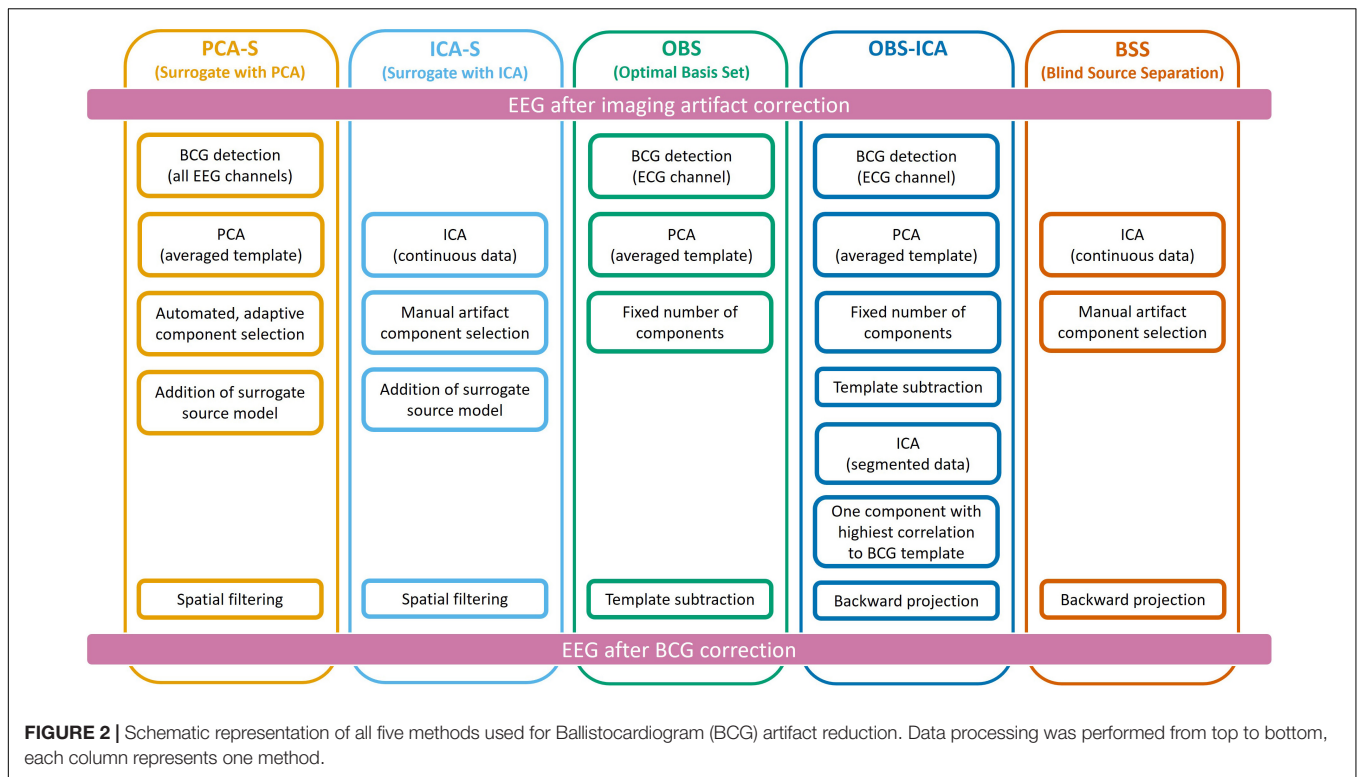 PCA-S
(Surrogate with PCA)
ICA-S
(Surrogate with ICA)
OBS
(Optimal Basis Set)
OBS-ICA
BSS
(Blind Source Separation)
EEG after imaging artifact correction
BCG detection
(all EEG channels)
PCA
(averaged template)
Automated, adaptive
component selection
Addition of surrogate
source model
Spatial filtering
ICA
(continuous data)
Manual artifact
component selection
Addition of surrogate
source model
Spatial filtering
BCG detection
(ECG channel)
PCA
(averaged template)
Fixed number of
components
Template subtraction
BCG detection
(ECG channel)
PCA
(averaged template)
Fixed number of
components
Template subtraction
ICA
(segmented data)
One component with
highest correlation
to BCG template
Backward projection
ICA
(continuous data)
Manual artifact
component selection
Backward projection
EEG after BCG correction
FIGURE 2 | Schematic representation of all five methods used for Ballistocardiogram (BCG) artifact reduction. Data processing was performed from top to bottom,
each column represents one method.